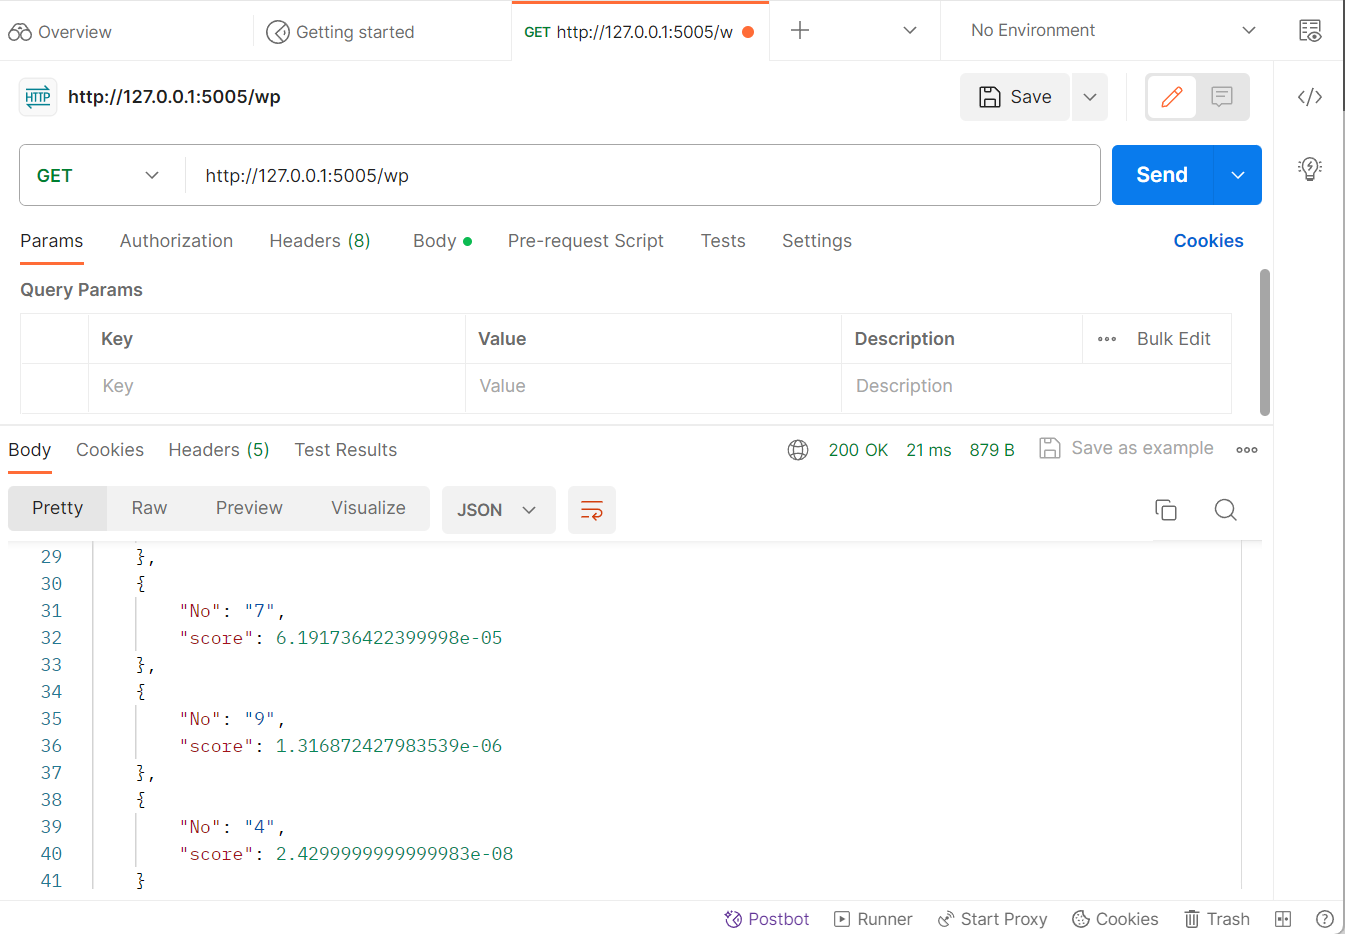 Overview Getting started GET http://127.0.0.1:5005/w No Environment
HTTP http://127.0.0.1:5005/wp Save
GET http://127.0.0.1:5005/wp Send
Params Authorization Headers (8) Body Pre-request Script Tests Settings Cookies
Query Params
Key Value Description Bulk Edit
Key Value Description
Body Cookies Headers (5) Test Results 200 OK 21 ms 879 B Save as example
Pretty Raw Preview Visualize JSON
29 },
30 {
31 "No": "7",
32 "score": 6.191736422399998e-05
33 },
34 {
35 "No": "9",
36 "score": 1.316872427983539e-06
37 },
38 {
39 "No": "4",
40 "score": 2.4299999999999983e-08
41 }
Postbot Runner Start Proxy Cookies Trash